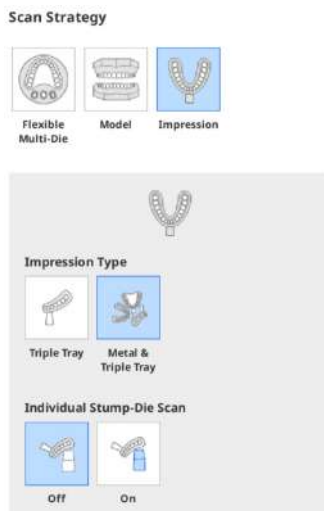 Scan Strategy
Flexible Model Impression
Multi-Die
Impression Type
Triple Tray Metal &
Triple Tray
Individual Stump-Die Scan
Off On